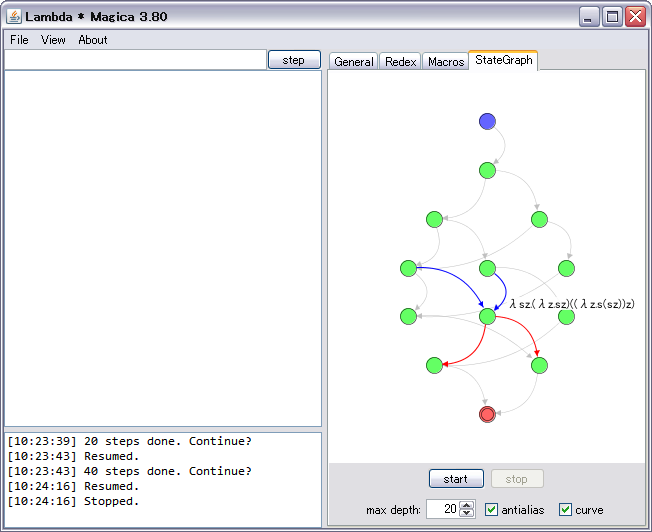 Lambda * Magica 3.80
File View About
step
General Redex Macros StateGraph
λsz.(λz.sz)((λz.s(sz))z)
[10:23:39] 20 steps done. Continue?
[10:23:43] Resumed.
[10:23:43] 40 steps done. Continue?
[10:24:16] Resumed.
[10:24:16] Stopped.
start stop
max depth: 20 antialias curve